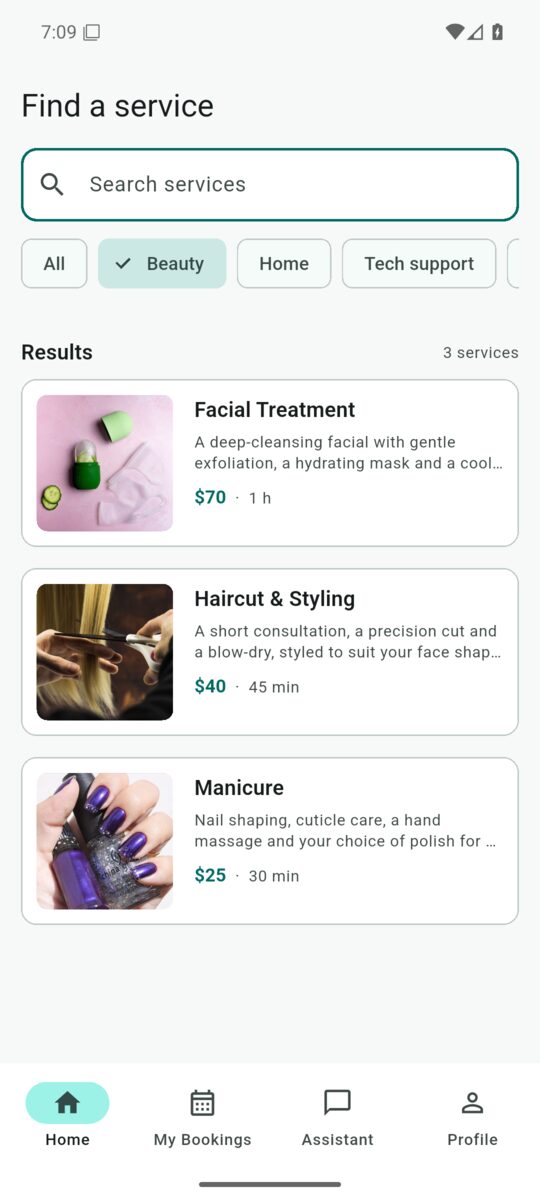 7:09
Find a service
Search services
All
Beauty
Home
Tech support
Results
3 services
Facial Treatment
A deep-cleansing facial with gentle
exfoliation, a hydrating mask and a cool…
$70 · 1 h
Haircut & Styling
A short consultation, a precision cut and
a blow-dry, styled to suit your face shap…
$40 · 45 min
Manicure
Nail shaping, cuticle care, a hand
massage and your choice of polish for …
$25 · 30 min
Home
My Bookings
Assistant
Profile